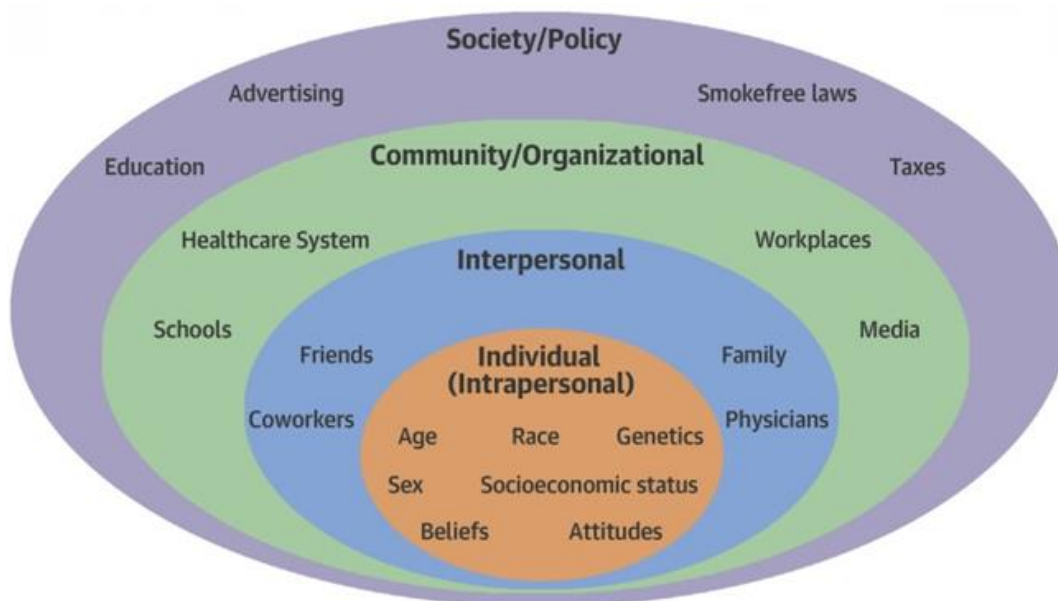 Society/Policy
Advertising
Smokefree laws
Education
Taxes
Community/Organizational
Healthcare System
Workplaces
Schools
Media
Interpersonal
Friends
Family
Coworkers
Physicians
Individual
(Intrapersonal)
Age Race Genetics
Sex Socioeconomic status
Beliefs Attitudes